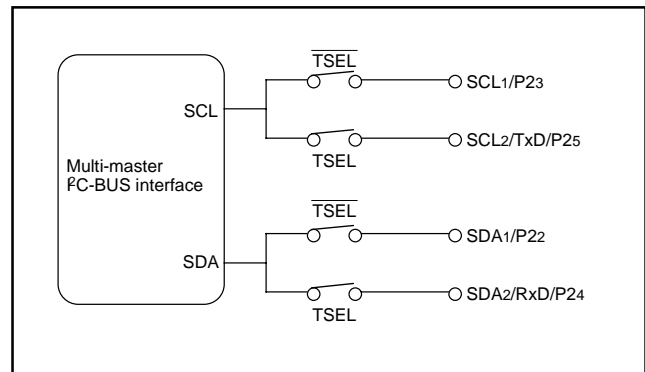 TSEL
SCL
SCL1/P23
SCL2/TxD/P25
TSEL
Multi-master
I²C-BUS interface
TSEL
SDA
SDA1/P22
SDA2/RxD/P24
TSEL